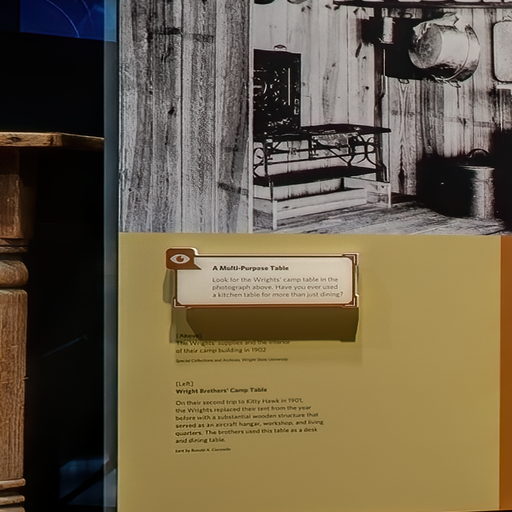 A Multi-Purpose Table
Look for the Wrights' camp table in the
photograph above. Have you ever used
a kitchen table for more than just dining?
[Above]
The Wrights' supplies and the interior
of their camp building in 1902
Special Collections and Archives, Wright State University
[Left]
Wright Brothers' Camp Table
On their second trip to Kitty Hawk in 1901,
the Wrights replaced their tent from the year
before with a substantial wooden structure that
served as an aircraft hangar, workshop, and living
quarters. The brothers used this table as a desk
and dining table.
Lent by Ronald K.